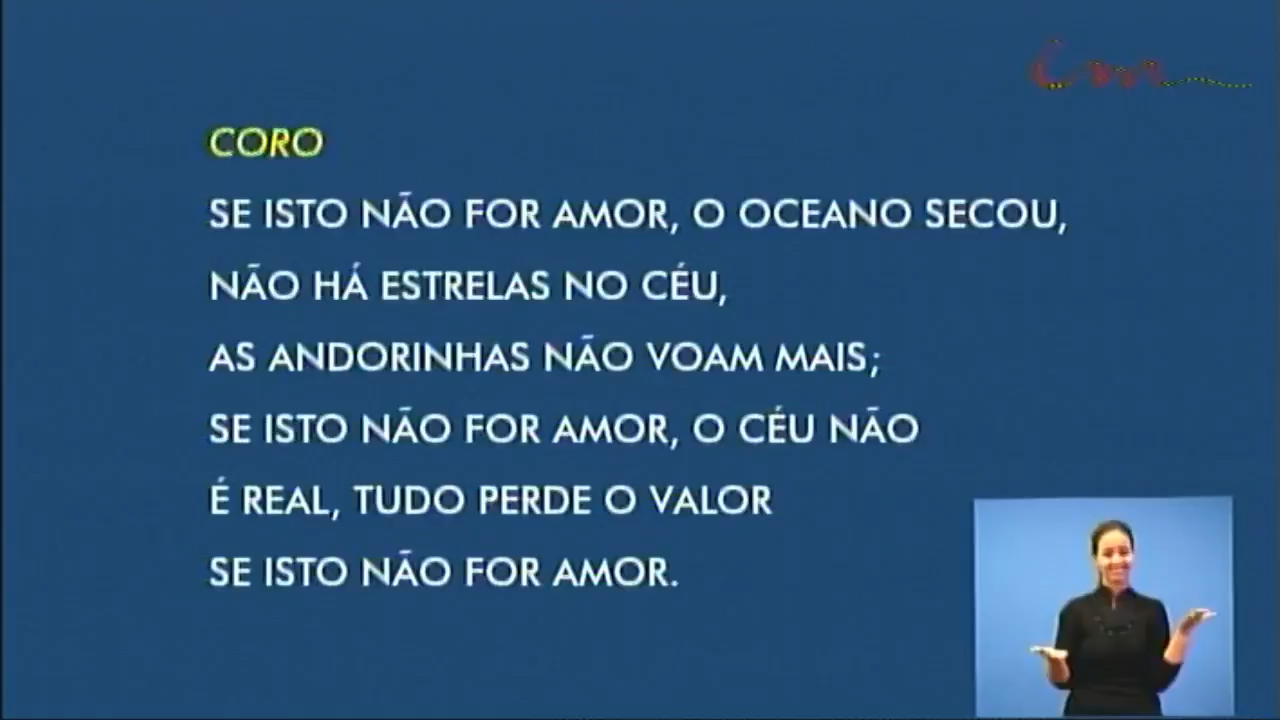 CORO
SE ISTO NÃO FOR AMOR, O OCEANO SECOU,
NÃO HÁ ESTRELAS NO CÉU,
AS ANDORINHAS NÃO VOAM MAIS;
SE ISTO NÃO FOR AMOR, O CÉU NÃO
É REAL, TUDO PERDE O VALOR
SE ISTO NÃO FOR AMOR.